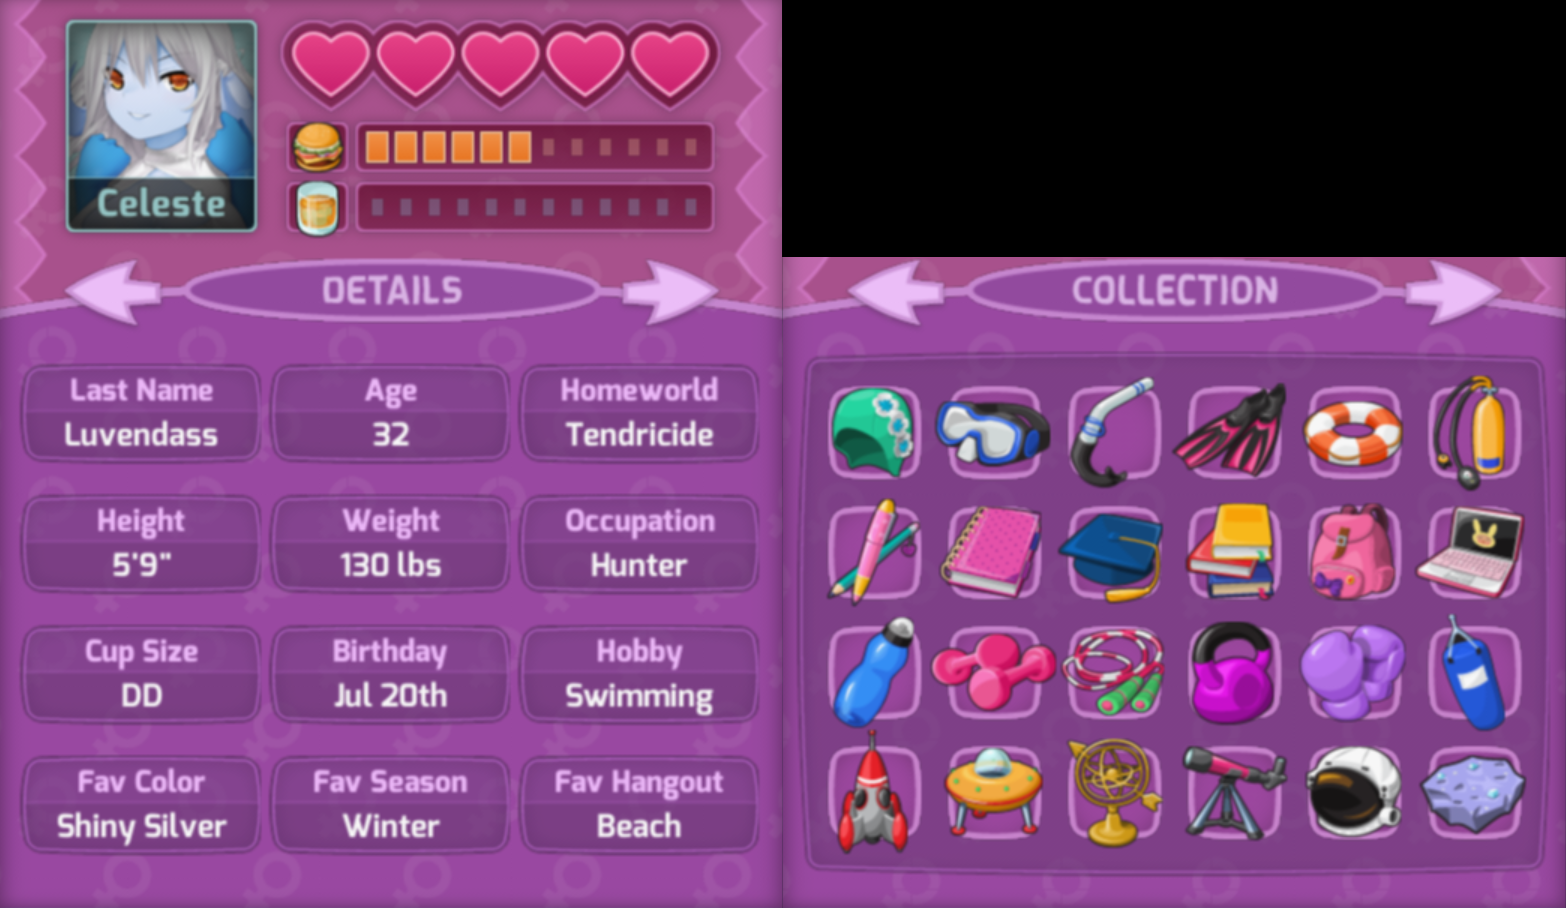 Celeste
DETAILS
Last Name
Luvendass
Age
32
Homeworld
Tendricide
Height
5'9"
Weight
130 lbs
Occupation
Hunter
Cup Size
DD
Birthday
Jul 20th
Hobby
Swimming
Fav Color
Shiny Silver
Fav Season
Winter
Fav Hangout
Beach
COLLECTION